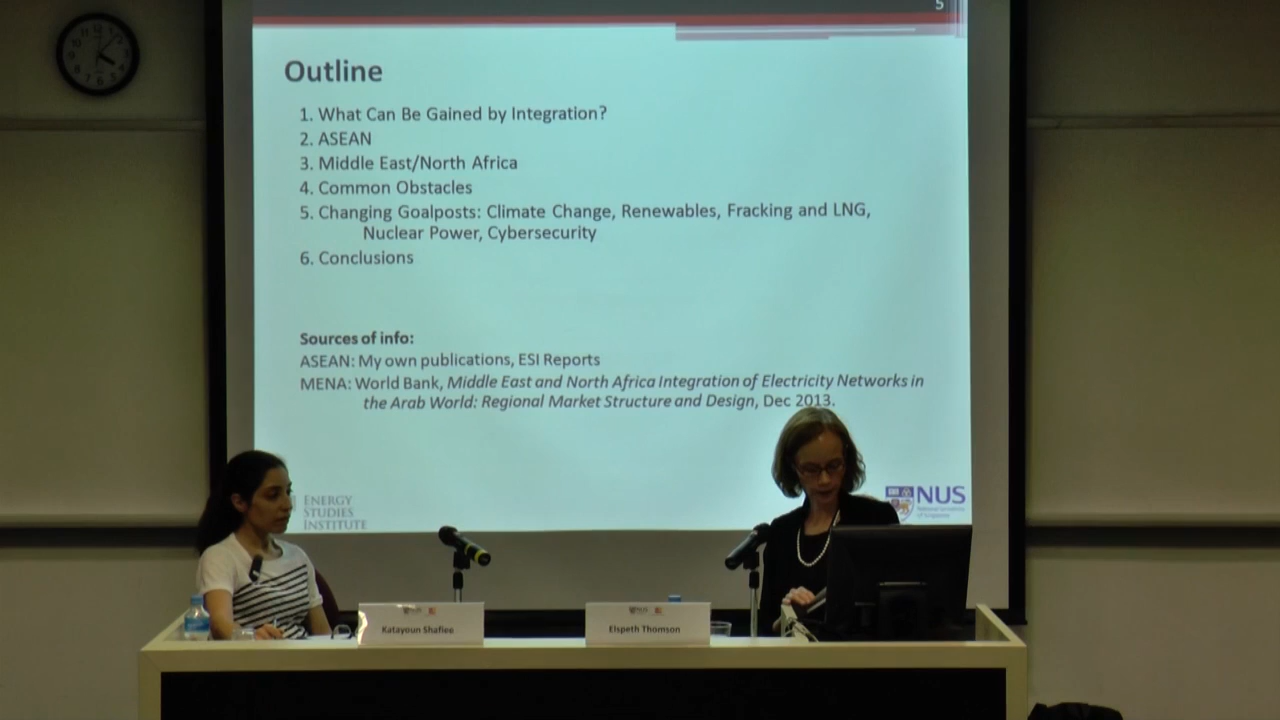 5
Outline
1. What Can Be Gained by Integration?
2. ASEAN
3. Middle East/North Africa
4. Common Obstacles
5. Changing Goalposts: Climate Change, Renewables, Fracking and LNG,
Nuclear Power, Cybersecurity
6. Conclusions
Sources of info:
ASEAN: My own publications, ESI Reports
MENA: World Bank, Middle East and North Africa Integration of Electricity Networks in
the Arab World: Regional Market Structure and Design, Dec 2013.
ENERGY
STUDIES
INSTITUTE
NUS
National University
of Singapore
Katayoun Shafiee
NUS
Elspeth Thomson